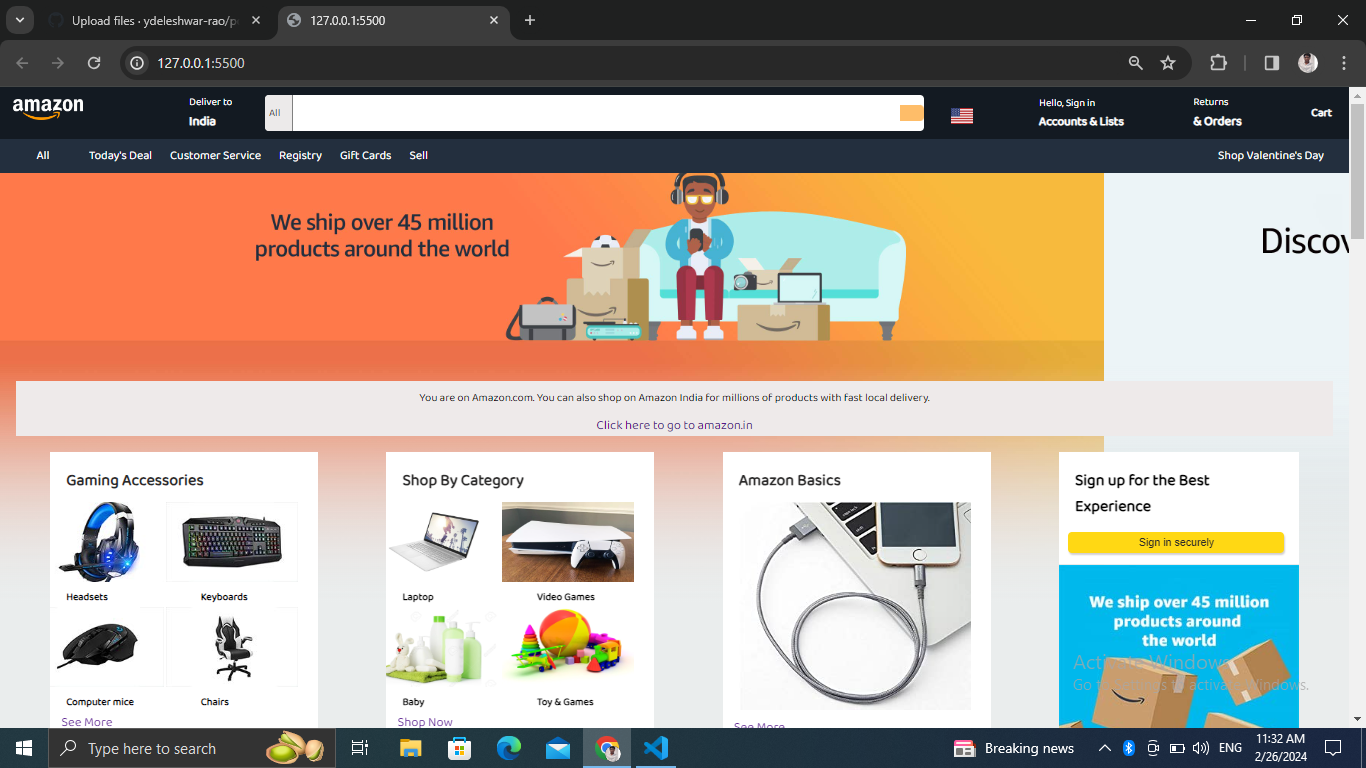 Upload files · ydeleshwar-rao/p
127.0.0.1:5500
127.0.0.1:5500
amazon
Deliver to
India
All
Hello, Sign in
Accounts & Lists
Returns
& Orders
Cart
All
Today's Deal
Customer Service
Registry
Gift Cards
Sell
Shop Valentine's Day
We ship over 45 million
products around the world
Discov
You are on Amazon.com. You can also shop on Amazon India for millions of products with fast local delivery.
Click here to go to amazon.in
Gaming Accessories
Headsets
Keyboards
Computer mice
Chairs
See More
Shop By Category
Laptop
Video Games
Baby
Toy & Games
Shop Now
Amazon Basics
See More
Sign up for the Best
Experience
Sign in securely
We ship over 45 million
products around
the world
Activate Windows
Go to Settings to activate Windows.
Type here to search
Breaking news
ENG
11:32 AM
2/26/2024